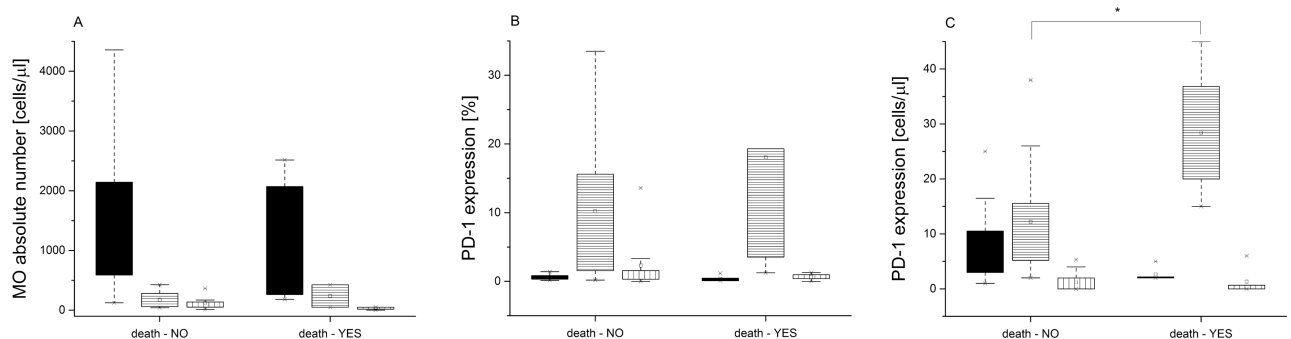 A
MO absolute number [cells/µl]
4000
3000
2000
1000
0
death - NO
death - YES
B
PD-1 expression [%]
30
20
10
0
death - NO
death - YES
C
*
PD-1 expression [cells/µl]
40
30
20
10
0
death - NO
death - YES